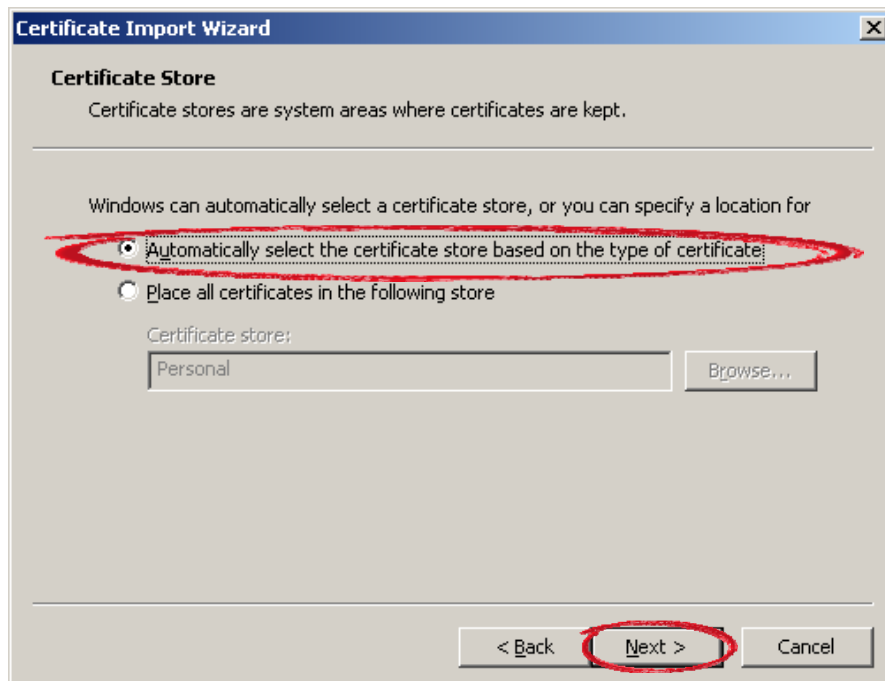 Certificate Import Wizard
Certificate Store
Certificate stores are system areas where certificates are kept.
Windows can automatically select a certificate store, or you can specify a location for
Automatically select the certificate store based on the type of certificate
Place all certificates in the following store
Certificate store:
Personal
Browse...
< Back
Next >
Cancel